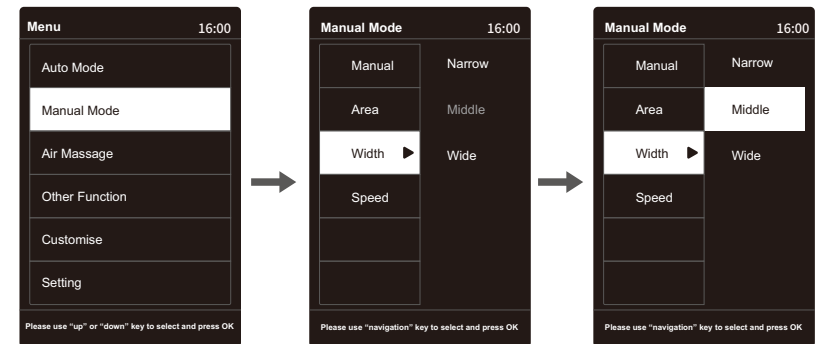 Menu 16:00
Auto Mode
Manual Mode
Air Massage
Other Function
Customise
Setting
Please use “up” or “down” key to select and press OK
Manual Mode 16:00
Manual Narrow
Area Middle
Width Wide
Speed
Please use “navigation” key to select and press OK
Manual Mode 16:00
Manual Narrow
Area Middle
Width Wide
Speed
Please use “navigation” key to select and press OK